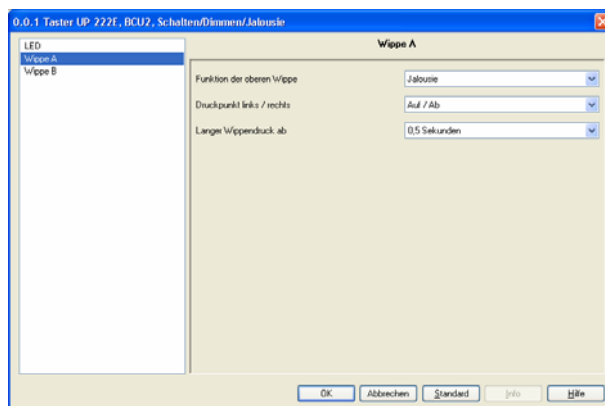 0.0.1 Taster UP 222E, BCU2, Schalten/Dimmen/Jalousie
LED
Wippe A
Wippe B
Wippe A
Funktion der oberen Wippe
Jalousie
Druckpunkt links / rechts
Auf / Ab
Langer Wippendruck ab
0,5 Sekunden
OK
Abbrechen
Standard
Info
Hilfe